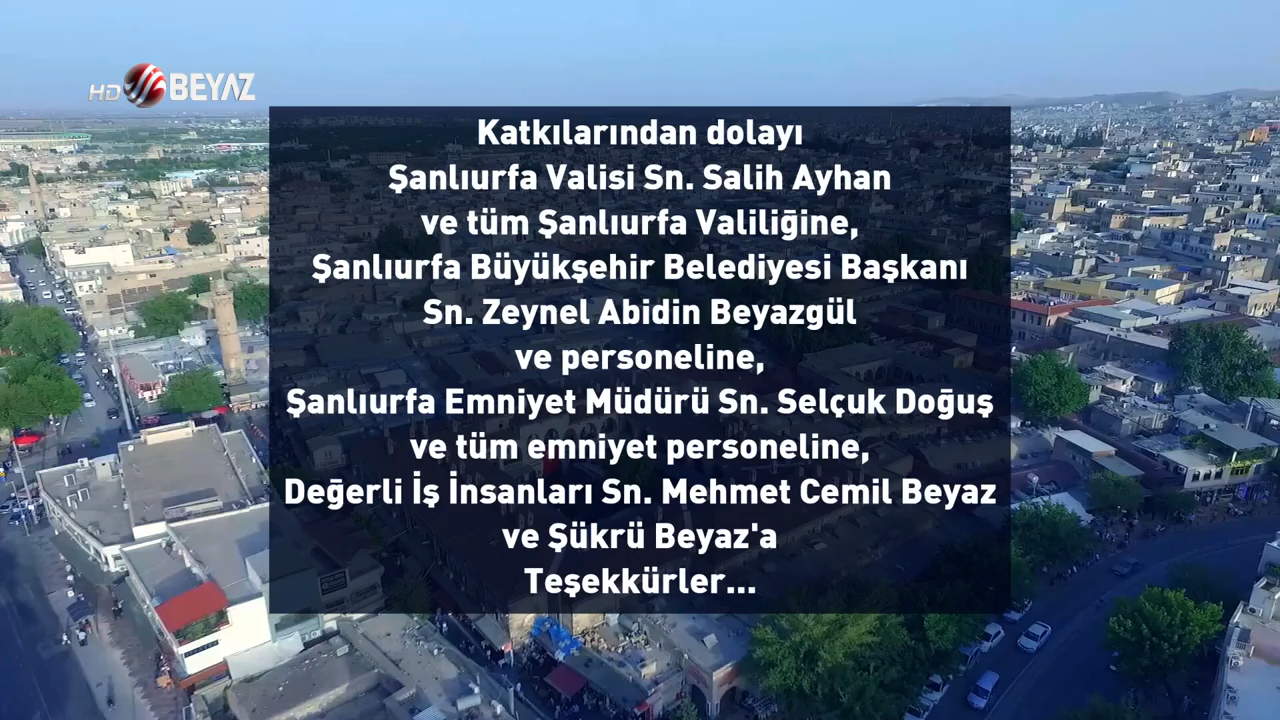 HD BEYAZ
Katkılarından dolayı
Şanlıurfa Valisi Sn. Salih Ayhan
ve tüm Şanlıurfa Valiliğine,
Şanlıurfa Büyükşehir Belediyesi Başkanı
Sn. Zeynel Abidin Beyazgül
ve personeline,
Şanlıurfa Emniyet Müdürü Sn. Selçuk Doğuş
ve tüm emniyet personeline,
Değerli İş İnsanları Sn. Mehmet Cemil Beyaz
ve Şükrü Beyaz'a
Teşekkürler...